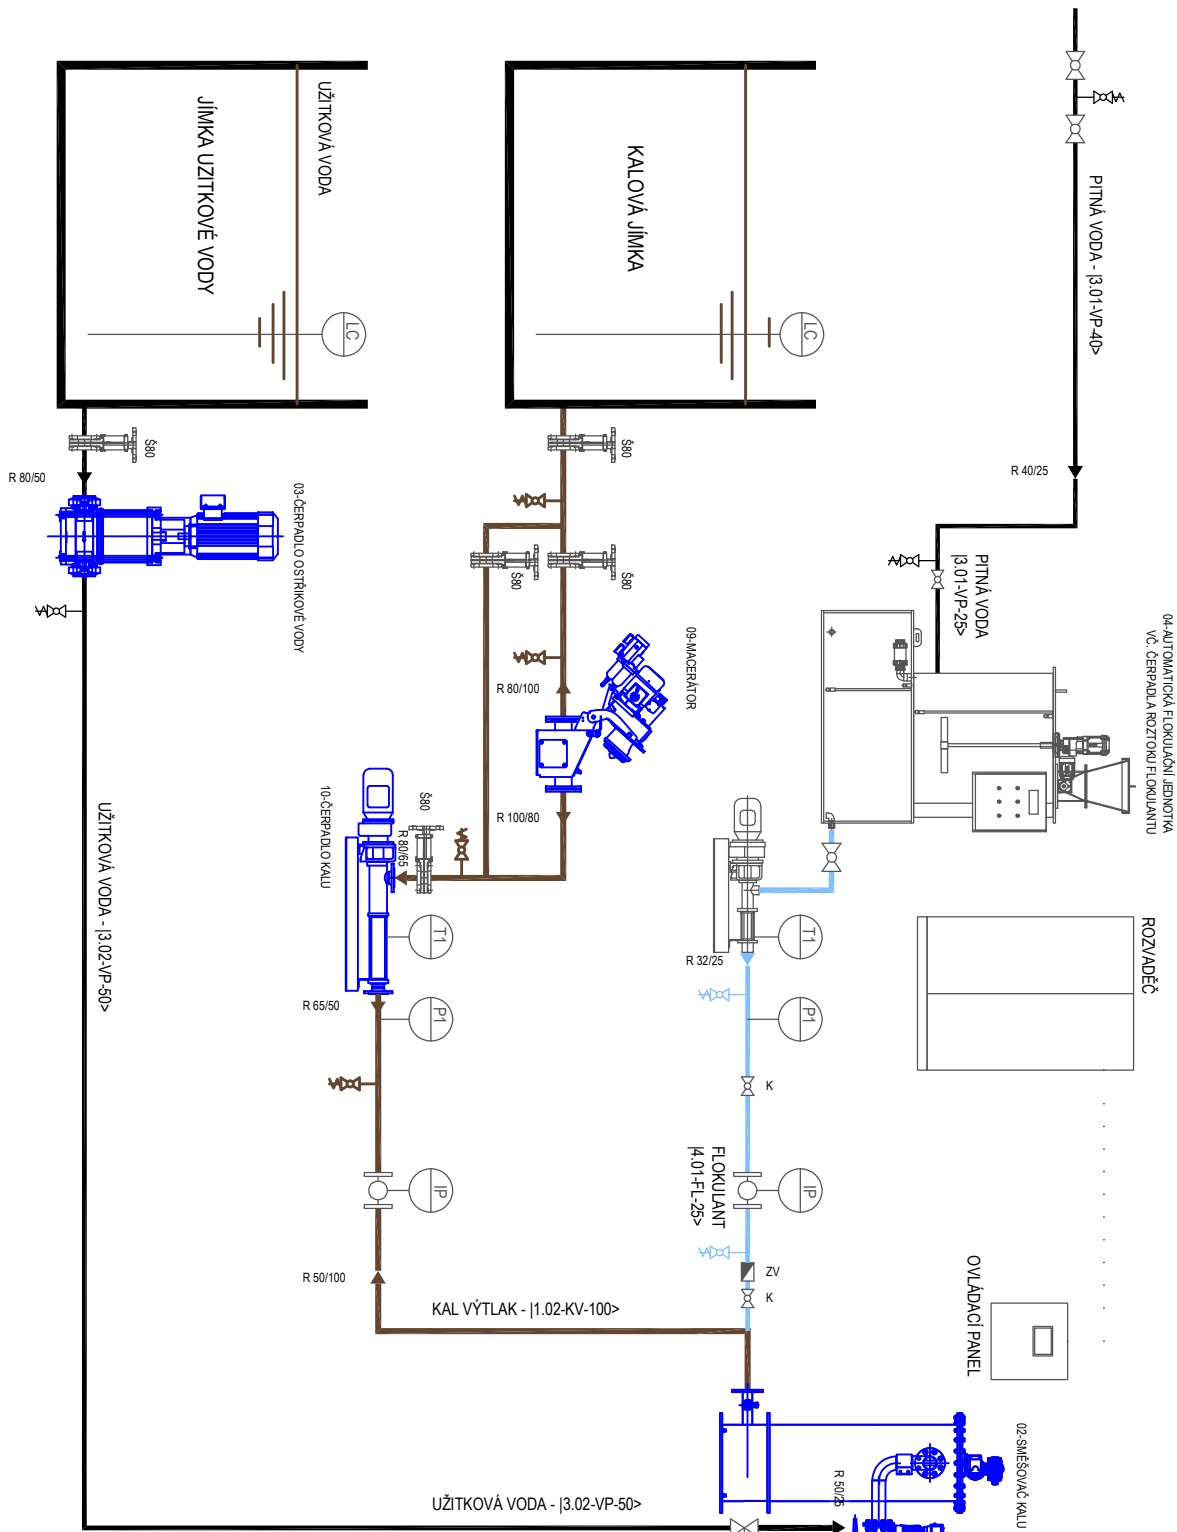 UŽITKOVÁ VODA
JÍMKA UZITKOVÉ VODY
LC
KALOVÁ JÍMKA
LC
PITNÁ VODA - |3.01-VP-40>
Š80
R 80/50
03-ČERPADLO OSTŘIKOVÉ VODY
Š80
Š80
Š80
R 40/25
PITNÁ VODA
|3.01-VP-25>
04-AUTOMATICKÁ FLOKULAČNÍ JEDNOTKA
VČ. ČERPADLA ROZTOKU FLOKULANTU
09-MACERÁTOR
R 80/100
R 100/80
10-ČERPADLO KALU
Š80
R 80/65
UŽITKOVÁ VODA - |3.02-VP-50>
T1
R 65/50
P1
T1
R 32/25
P1
K
ROZVADĚČ
FLOKULANT
|4.01-FL-25>
IP
IP
ZV
K
R 50/100
KAL VÝTLAK - |1.02-KV-100>
OVLÁDACÍ PANEL
02-SMĚŠOVAČ KALU
R 50/25
UŽITKOVÁ VODA - |3.02-VP-50>